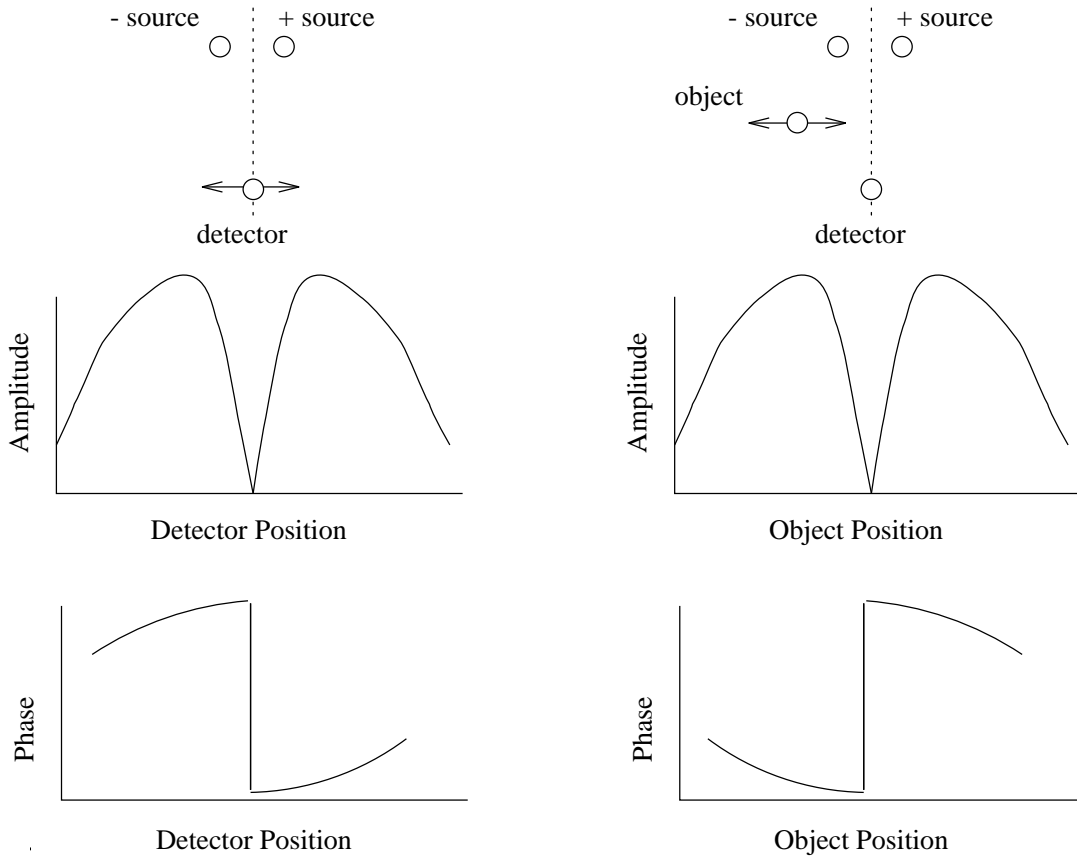 - source + source
- source + source
object
detector
detector
Amplitude
Amplitude
Detector Position
Object Position
Phase
Phase
Detector Position
Object Position